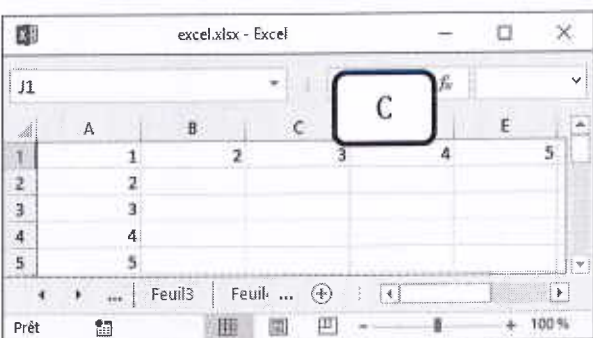 excel.xlsx - Excel
J1
fx
C
A B C E
1 1 2 3 4 5
2 2
3 3
4 4
5 5
... Feuil3 Feuil ...
Prêt 100 %